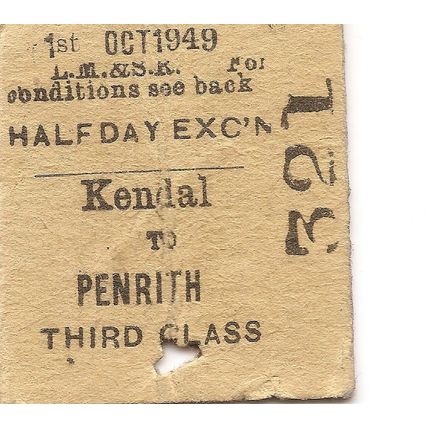 1st OCT1949
L.M.&S.R. For
conditions see back
HALFDAY EXC'N
Kendal
TO
PENRITH
THIRD CLASS
321